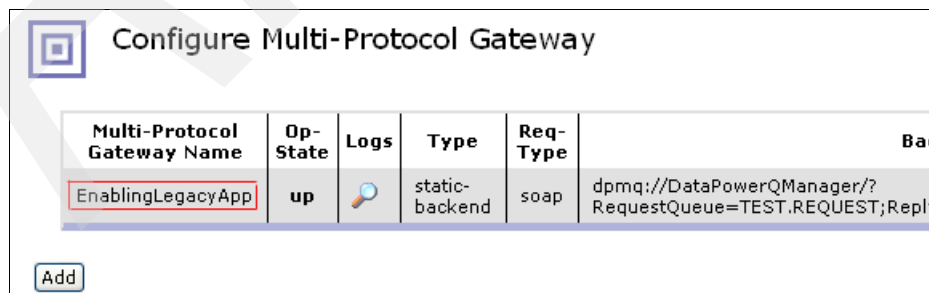 Configure Multi-Protocol Gateway
Multi-Protocol Gateway Name Op-State Logs Type Req-Type
EnablingLegacyApp up static-backend soap dpmq://DataPowerQManager/?
RequestQueue=TEST.REQUEST;Repl
Add